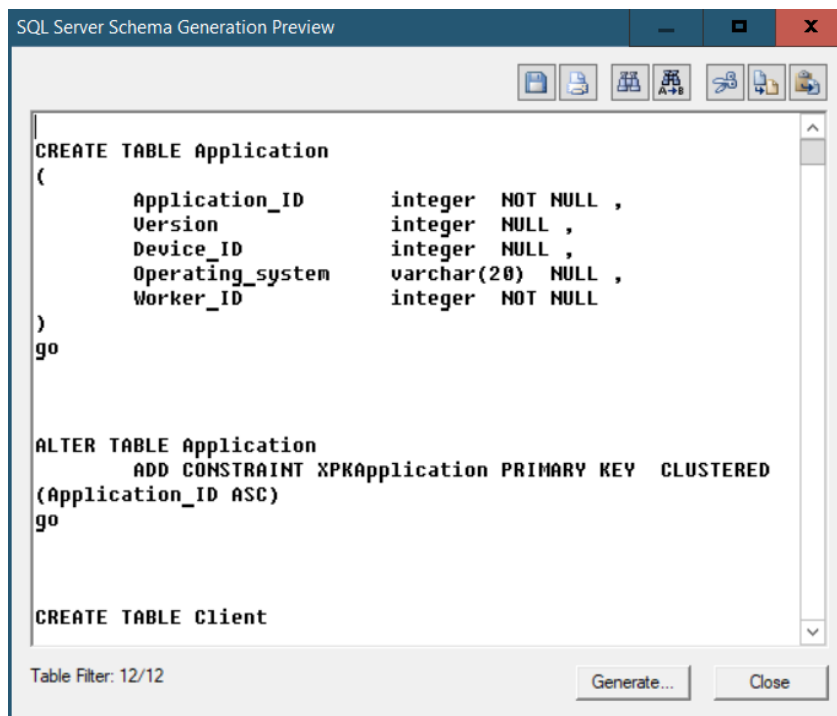 SQL Server Schema Generation Preview
A→B
CREATE TABLE Application
(
Application_ID integer NOT NULL ,
Version integer NULL ,
Device_ID integer NULL ,
Operating_system varchar(20) NULL ,
Worker_ID integer NOT NULL
)
go
ALTER TABLE Application
ADD CONSTRAINT XPKApplication PRIMARY KEY CLUSTERED
(Application_ID ASC)
go
CREATE TABLE Client
Table Filter: 12/12
Generate... Close